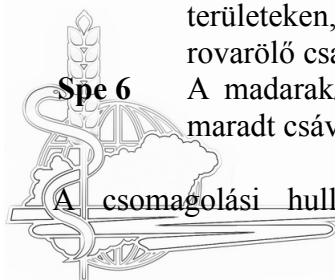 területeken,
rovarölő csá
Spe 6 A madarak
maradt csáv
A csomagolási hull